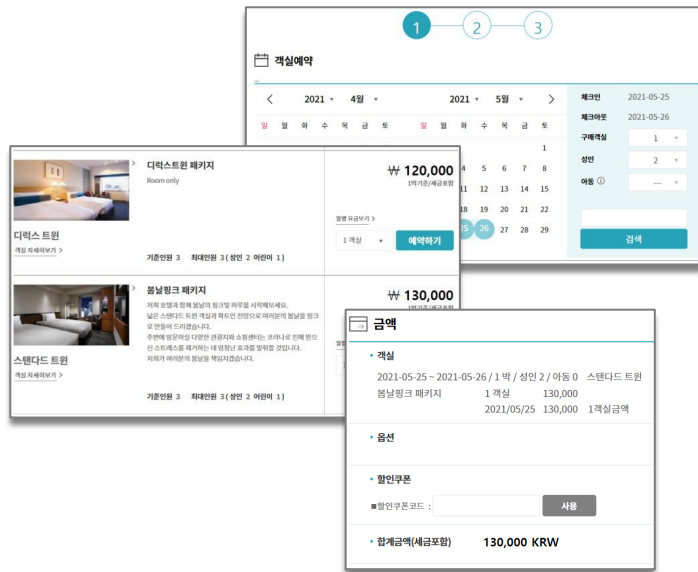 1 2 3
객실예약
< 2021 4월 2021 5월 >
일 월 화 수 목 금 토 일 월 화 수 목 금 토
1
4 5 6 7 8
11 12 13 14 15
18 19 20 21 22
25 26 27 28 29
체크인 2021-05-25
체크아웃 2021-05-26
구매객실 1
성인 2
아동 ---
검색
디럭스 트윈
객실 자세히보기 >
디럭스트윈 패키지
Room only
기준인원 3 최대인원 3 ( 성인 2 어린이 1 )
₩ 120,000
1박기준/세금포함
월별 요금보기 >
1 객실 예약하기
스탠다드 트윈
객실 자세히보기 >
봄날핑크 패키지
저희 호텔과 함께 봄날의 핑크빛 하루를 시작해보세요.
넓은 스탠다드 트윈 객실과 확트인 전망으로 여러분의 봄날을 핑크
로 만들어 드리겠습니다.
주변에 방문하실 다양한 관광지와 쇼핑센터는 코라나로 인해 받으
신 스트레스를 제거하는 데 엄청난 효과를 발휘할 것입니다.
저희가 여러분의 봄날을 책임지겠습니다.
기준인원 3 최대인원 3 ( 성인 2 어린이 1 )
₩ 130,000
금액
• 객실
2021-05-25 ~ 2021-05-26 / 1 박 / 성인 2 / 아동 0 스탠다드 트윈
봄날핑크 패키지 1 객실 130,000
2021/05/25 130,000 1객실금액
• 옵션
• 할인쿠폰
■할인쿠폰코드 : 사용
• 합계금액(세금포함) 130,000 KRW